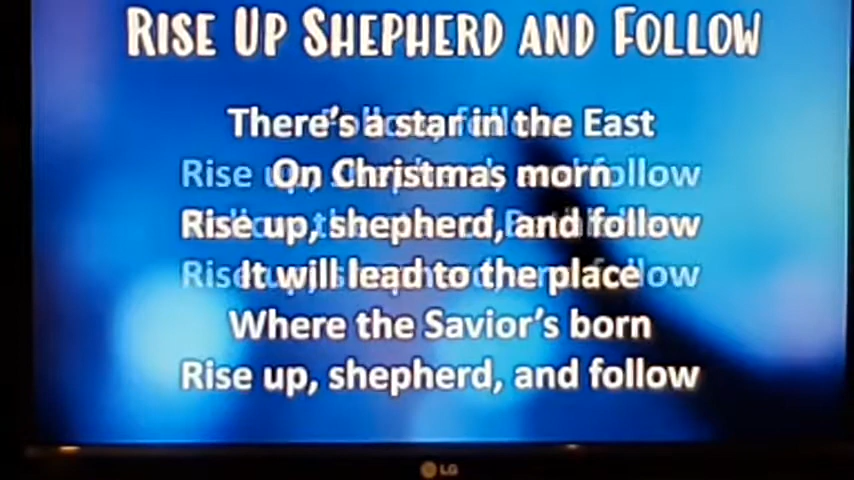 Rise Up Shepherd and Follow
There's a star in the East
On Christmas morn
Rise up, shepherd, and follow
It will lead to the place
Where the Savior's born
Rise up, shepherd, and follow
LG